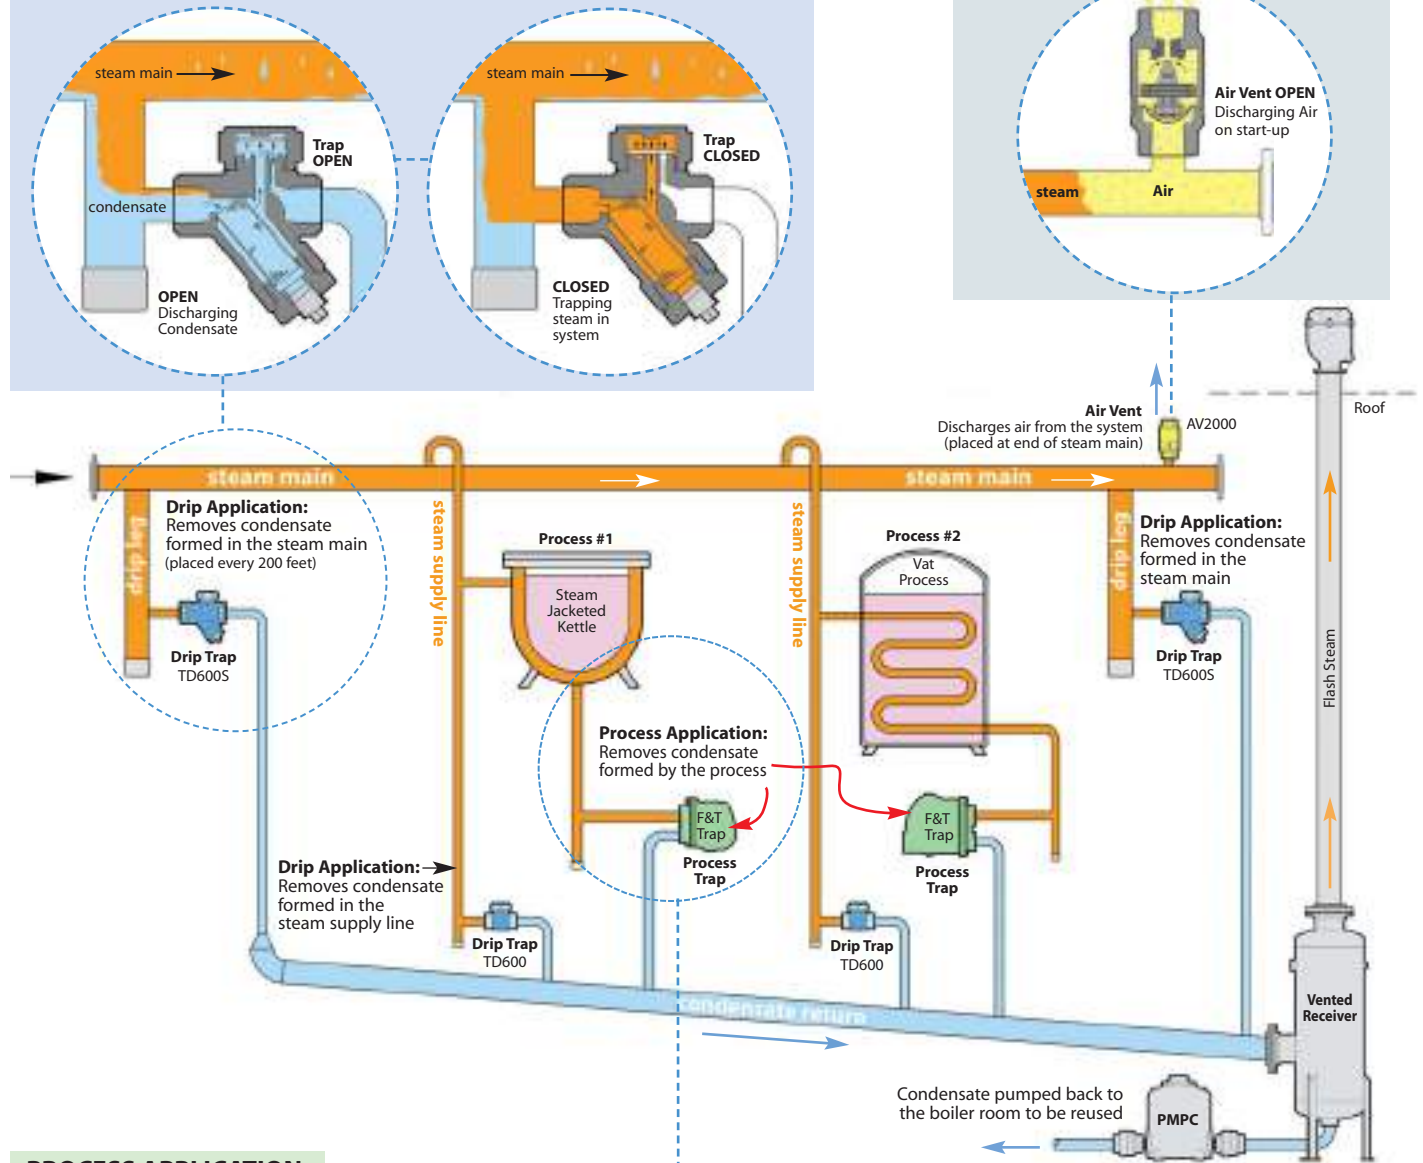 steam main
Trap
OPEN
condensate
OPEN
Discharging
Condensate
steam main
Trap
CLOSED
CLOSED
Trapping
steam in
system
Air Vent OPEN
Discharging Air
on start-up
steam
Air
Air Vent
Discharges air from the system
(placed at end of steam main)
AV2000
Roof
steam main
steam main
drip leg
Drip Application:
Removes condensate
formed in the steam main
(placed every 200 feet)
Drip Trap
TD600S
steam supply line
Process #1
Steam
Jacketed
Kettle
steam supply line
Process #2
Vat
Process
drip leg
Drip Application:
Removes condensate
formed in the
steam main
Drip Trap
TD600S
Flash Steam
Process Application:
Removes condensate
formed by the process
F&T
Trap
Process
Trap
F&T
Trap
Process
Trap
Drip Application:
Removes condensate
formed in the
steam supply line
Drip Trap
TD600
Drip Trap
TD600
condensate return
Vented
Receiver
Condensate pumped back to
the boiler room to be reused
PMPC
PROCESS APPLICATION